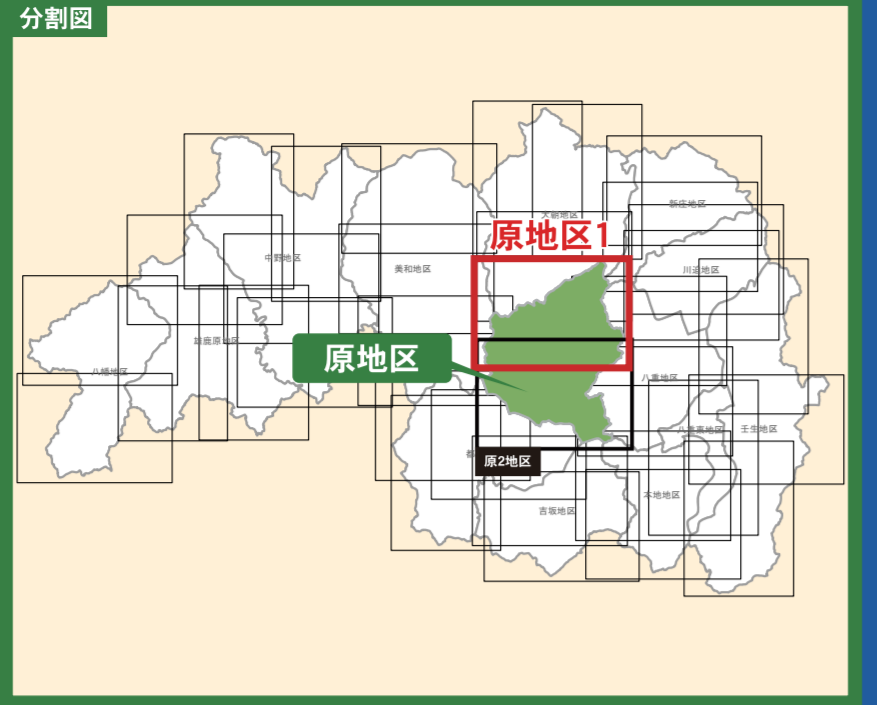 分割図
大朝地区
新庄地区
原地区1
中野地区
美和地区
川迫地区
雄鹿原地区
原地区
八幡地区
八重地区
八重東地区
壬生地区
都
原2地区
本地地区
吉坂地区